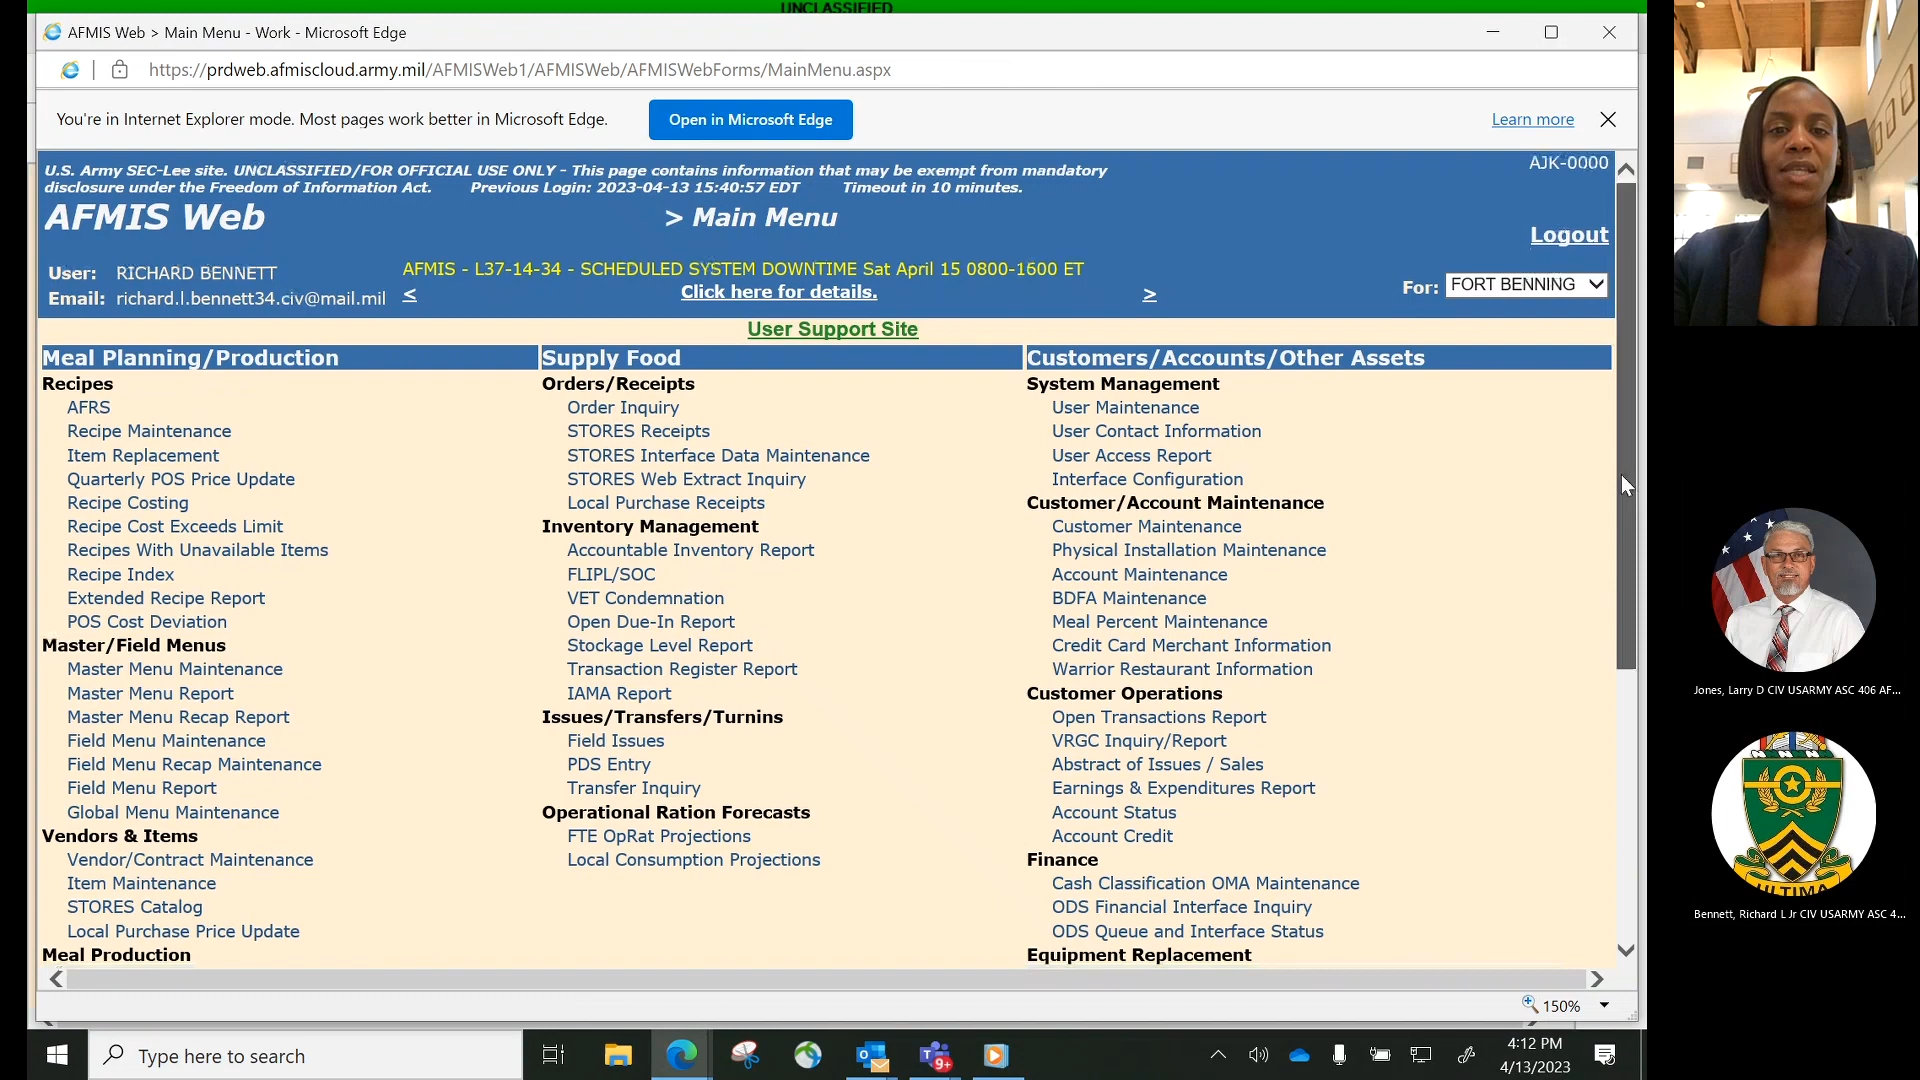 UNCLASSIFIED
AFMIS Web > Main Menu - Work - Microsoft Edge
https://prdweb.afmiscloud.army.mil/AFMISWeb1/AFMISWeb/AFMISWebForms/MainMenu.aspx
You're in Internet Explorer mode. Most pages work better in Microsoft Edge. Open in Microsoft Edge Learn more
U.S. Army SEC-Lee site. UNCLASSIFIED/FOR OFFICIAL USE ONLY - This page contains information that may be exempt from mandatory
AJK-0000
disclosure under the Freedom of Information Act. Previous Login: 2023-04-13 15:40:57 EDT Timeout in 10 minutes.
AFMIS Web > Main Menu
Logout
User: RICHARD BENNETT AFMIS - L37-14-34 - SCHEDULED SYSTEM DOWNTIME Sat April 15 0800-1600 ET
Email: richard.l.bennett34.civ@mail.mil < Click here for details. > For: FORT BENNING
User Support Site
Meal Planning/Production
Recipes
AFRS
Recipe Maintenance
Item Replacement
Quarterly POS Price Update
Recipe Costing
Recipe Cost Exceeds Limit
Recipes With Unavailable Items
Recipe Index
Extended Recipe Report
POS Cost Deviation
Master/Field Menus
Master Menu Maintenance
Master Menu Report
Master Menu Recap Report
Field Menu Maintenance
Field Menu Recap Maintenance
Field Menu Report
Global Menu Maintenance
Vendors & Items
Vendor/Contract Maintenance
Item Maintenance
STORES Catalog
Local Purchase Price Update
Meal Production
Supply Food
Orders/Receipts
Order Inquiry
STORES Receipts
STORES Interface Data Maintenance
STORES Web Extract Inquiry
Local Purchase Receipts
Inventory Management
Accountable Inventory Report
FLIPL/SOC
VET Condemnation
Open Due-In Report
Stockage Level Report
Transaction Register Report
IAMA Report
Issues/Transfers/Turnins
Field Issues
PDS Entry
Transfer Inquiry
Operational Ration Forecasts
FTE OpRat Projections
Local Consumption Projections
Customers/Accounts/Other Assets
System Management
User Maintenance
User Contact Information
User Access Report
Interface Configuration
Customer/Account Maintenance
Customer Maintenance
Physical Installation Maintenance
Account Maintenance
BDFA Maintenance
Meal Percent Maintenance
Credit Card Merchant Information
Warrior Restaurant Information
Customer Operations
Open Transactions Report
VRGC Inquiry/Report
Abstract of Issues / Sales
Earnings & Expenditures Report
Account Status
Account Credit
Finance
Cash Classification OMA Maintenance
ODS Financial Interface Inquiry
ODS Queue and Interface Status
Equipment Replacement
150%
Type here to search
9+
4:12 PM
4/13/2023
Jones, Larry D CIV USARMY ASC 406 AF...
ULTIMA
Bennett, Richard L Jr CIV USARMY ASC 4...